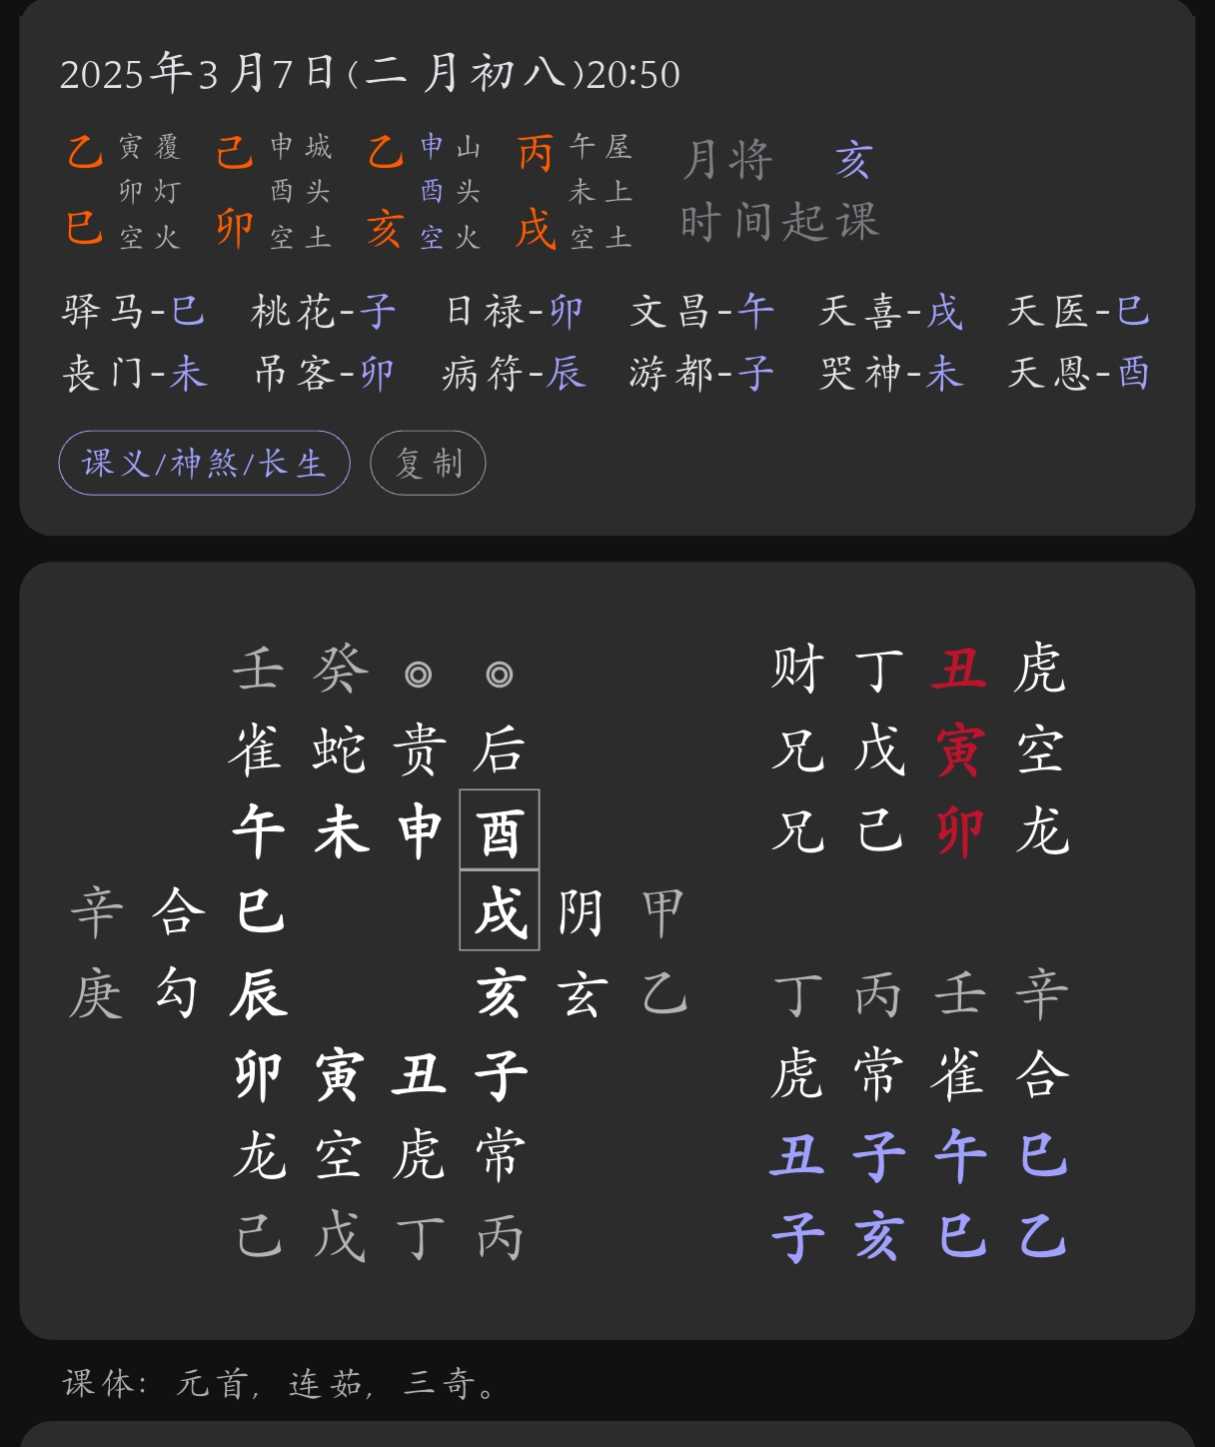 2025年3月7日(二月初八)20:50
乙 寅覆 己 申城 乙 申山 丙 午屋 月将 亥
卯灯 酉头 酉头 未上
巳 空火 卯 空土 亥 空火 戌 空土 时间起课
驿马-巳 桃花-子 日禄-卯 文昌-午 天喜-戌 天医-巳
丧门-未 吊客-卯 病符-辰 游都-子 哭神-未 天恩-酉
课义/神煞/长生 复制
壬 癸 ◎ ◎ 财 丁 丑 虎
雀 蛇 贵 后 兄 戊 寅 空
午 未 申 酉 兄 己 卯 龙
辛 合 巳 戌 阴 甲
庚 勾 辰 亥 玄 乙 丁 丙 壬 辛
卯 寅 丑 子 虎 常 雀 合
龙 空 虎 常 丑 子 午 巳
己 戊 丁 丙 子 亥 巳 乙
课体：元首，连茹，三奇。